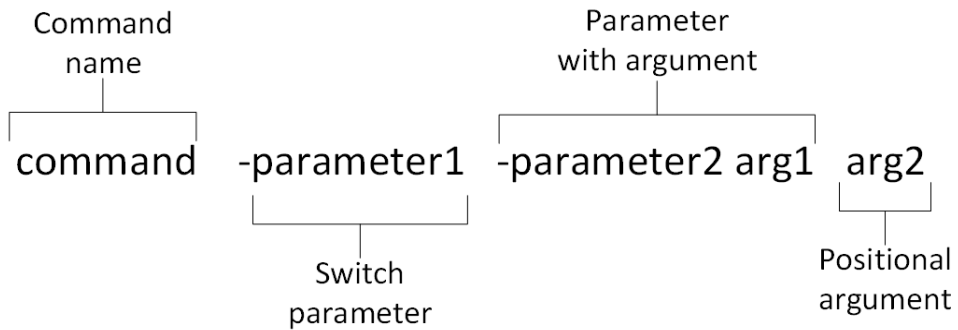 Command
name
Parameter
with argument
command -parameter1 -parameter2 arg1 arg2
Switch
parameter
Positional
argument